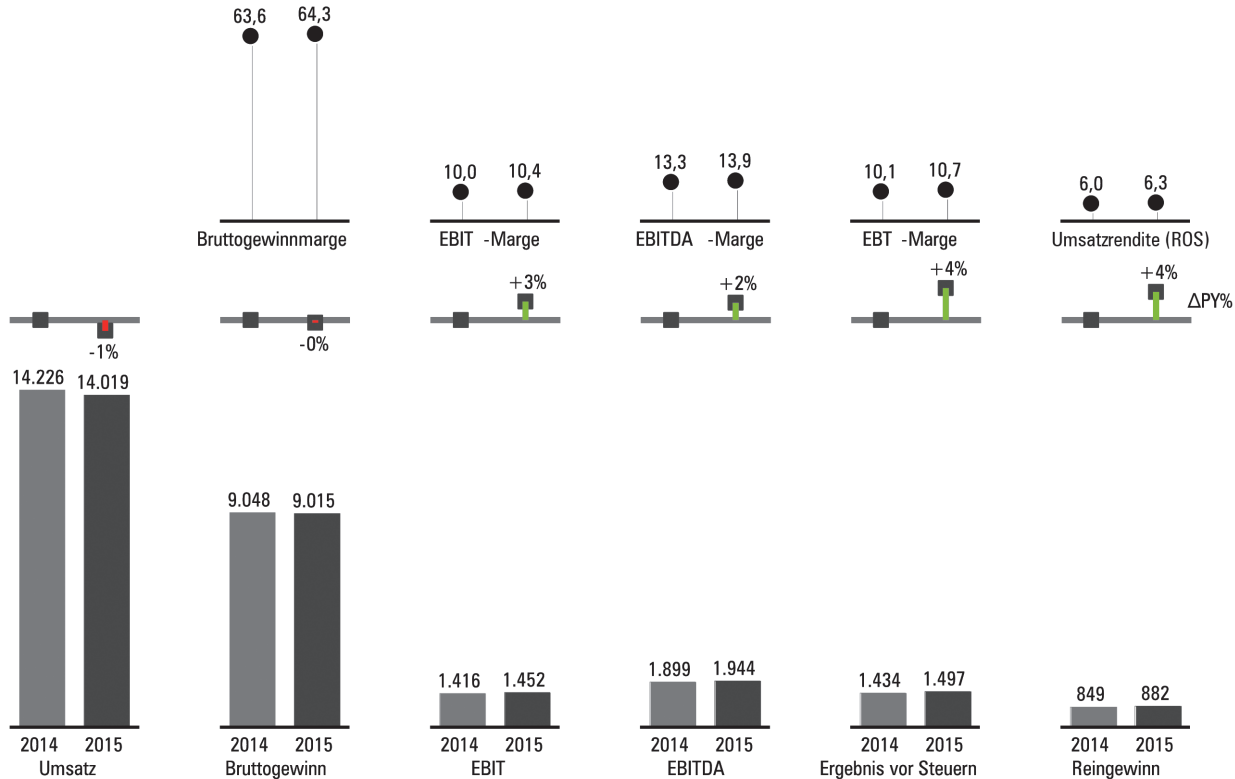 63,6 64,3
10,0 10,4 13,3 13,9 10,1 10,7 6,0 6,3
Bruttogewinnmarge EBIT -Marge EBITDA -Marge EBT -Marge Umsatzrendite (ROS)
-1% -0% +3% +2% +4% +4% ΔPY%
14.226 14.019
9.048 9.015
1.416 1.452 1.899 1.944 1.434 1.497 849 882
2014 2015 2014 2015 2014 2015 2014 2015 2014 2015 2014 2015
Umsatz Bruttogewinn EBIT EBITDA Ergebnis vor Steuern Reingewinn